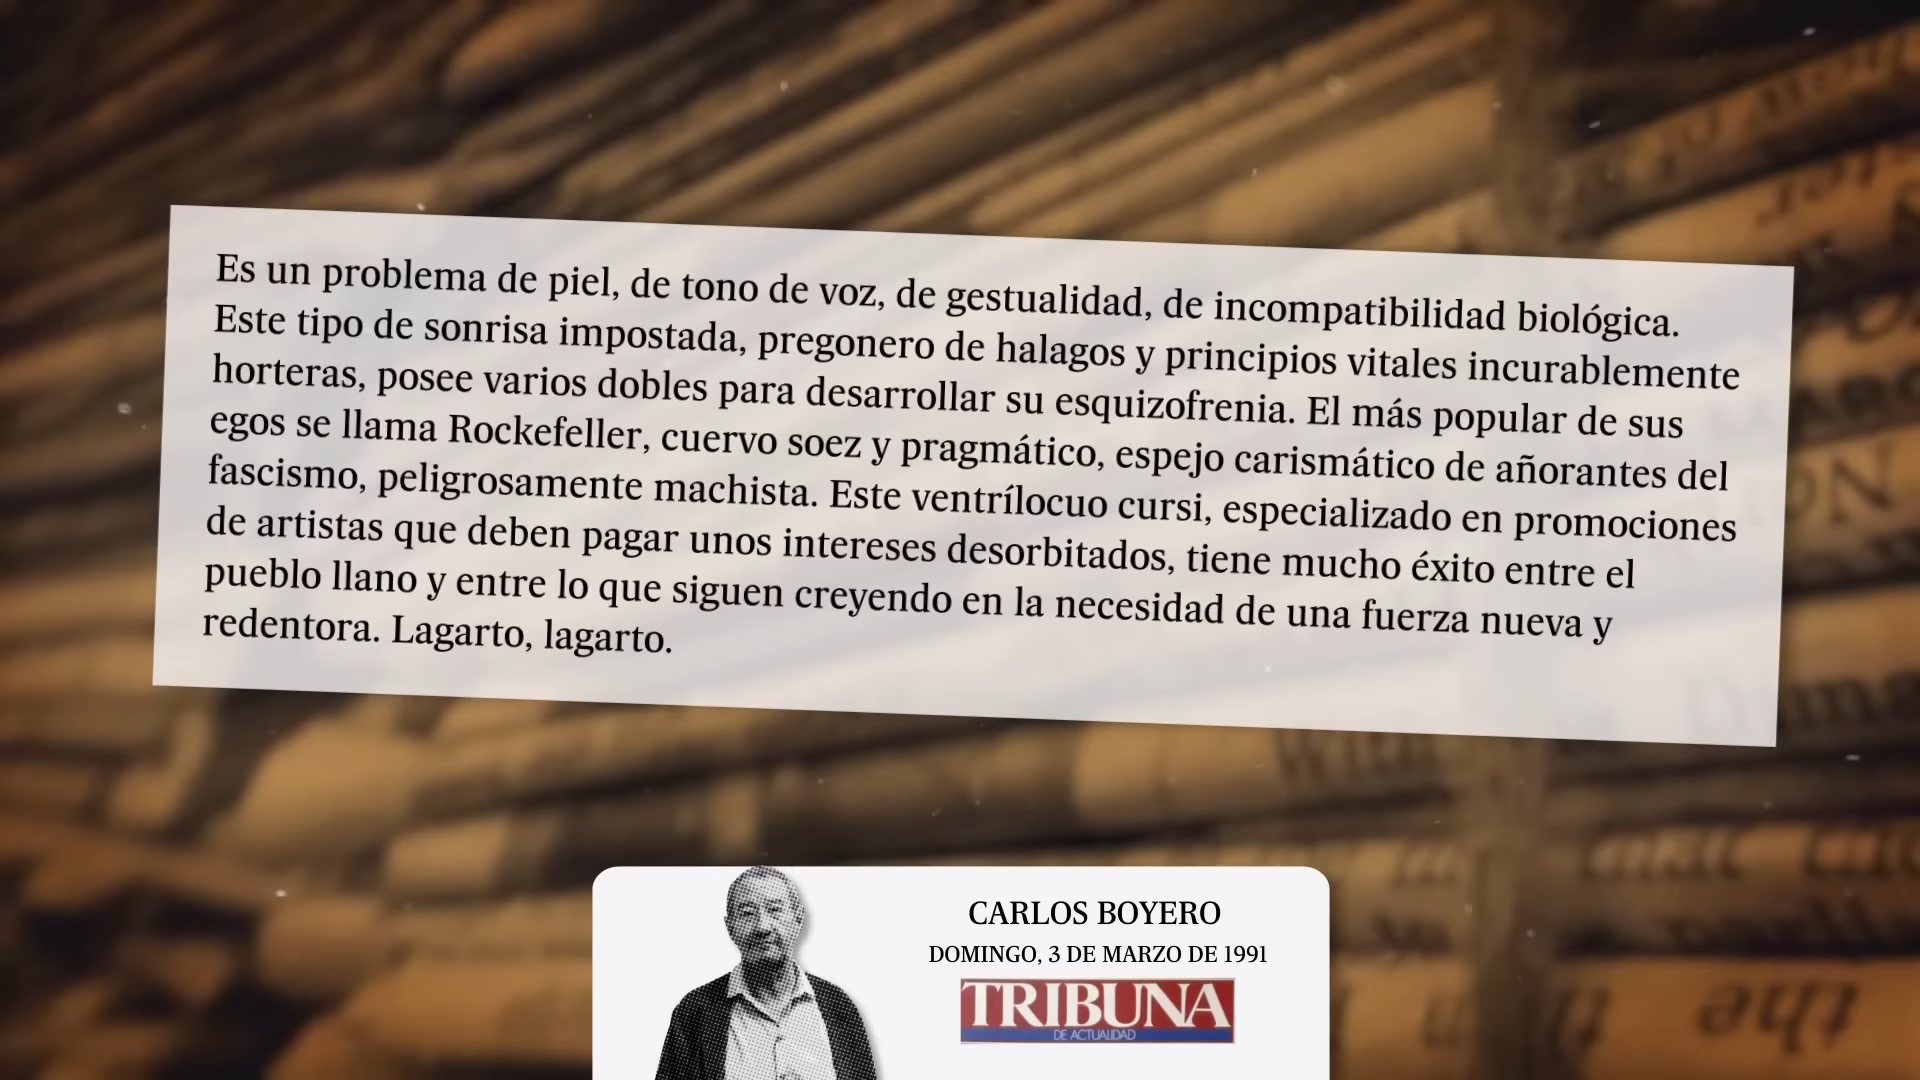 Es un problema de piel, de tono de voz, de gestualidad, de incompatibilidad biológica.
Este tipo de sonrisa impostada, pregonero de halagos y principios vitales incurablemente
horteras, posee varios dobles para desarrollar su esquizofrenia. El más popular de sus
egos se llama Rockefeller, cuervo soez y pragmático, espejo carismático de añorantes del
fascismo, peligrosamente machista. Este ventrílocuo cursi, especializado en promociones
de artistas que deben pagar unos intereses desorbitados, tiene mucho éxito entre el
pueblo llano y entre lo que siguen creyendo en la necesidad de una fuerza nueva y
redentora. Lagarto, lagarto.
CARLOS BOYERO
DOMINGO, 3 DE MARZO DE 1991
TRIBUNA
DE ACTUALIDAD